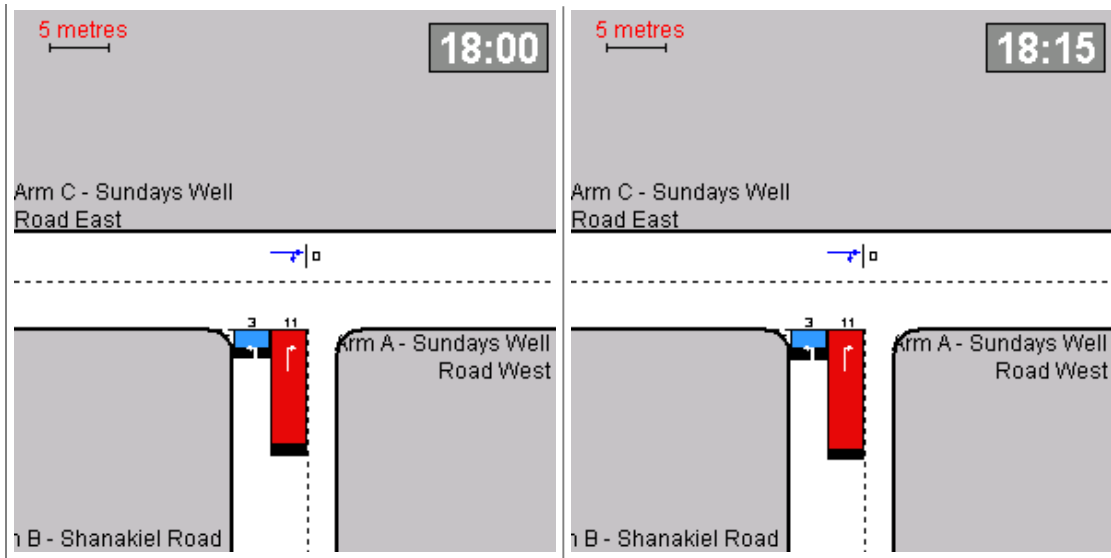 5 metres
18:00
Arm C - Sundays Well
Road East
3 11
Arm A - Sundays Well
Road West
B - Shanakiel Road
5 metres
18:15
Arm C - Sundays Well
Road East
3 11
Arm A - Sundays Well
Road West
B - Shanakiel Road